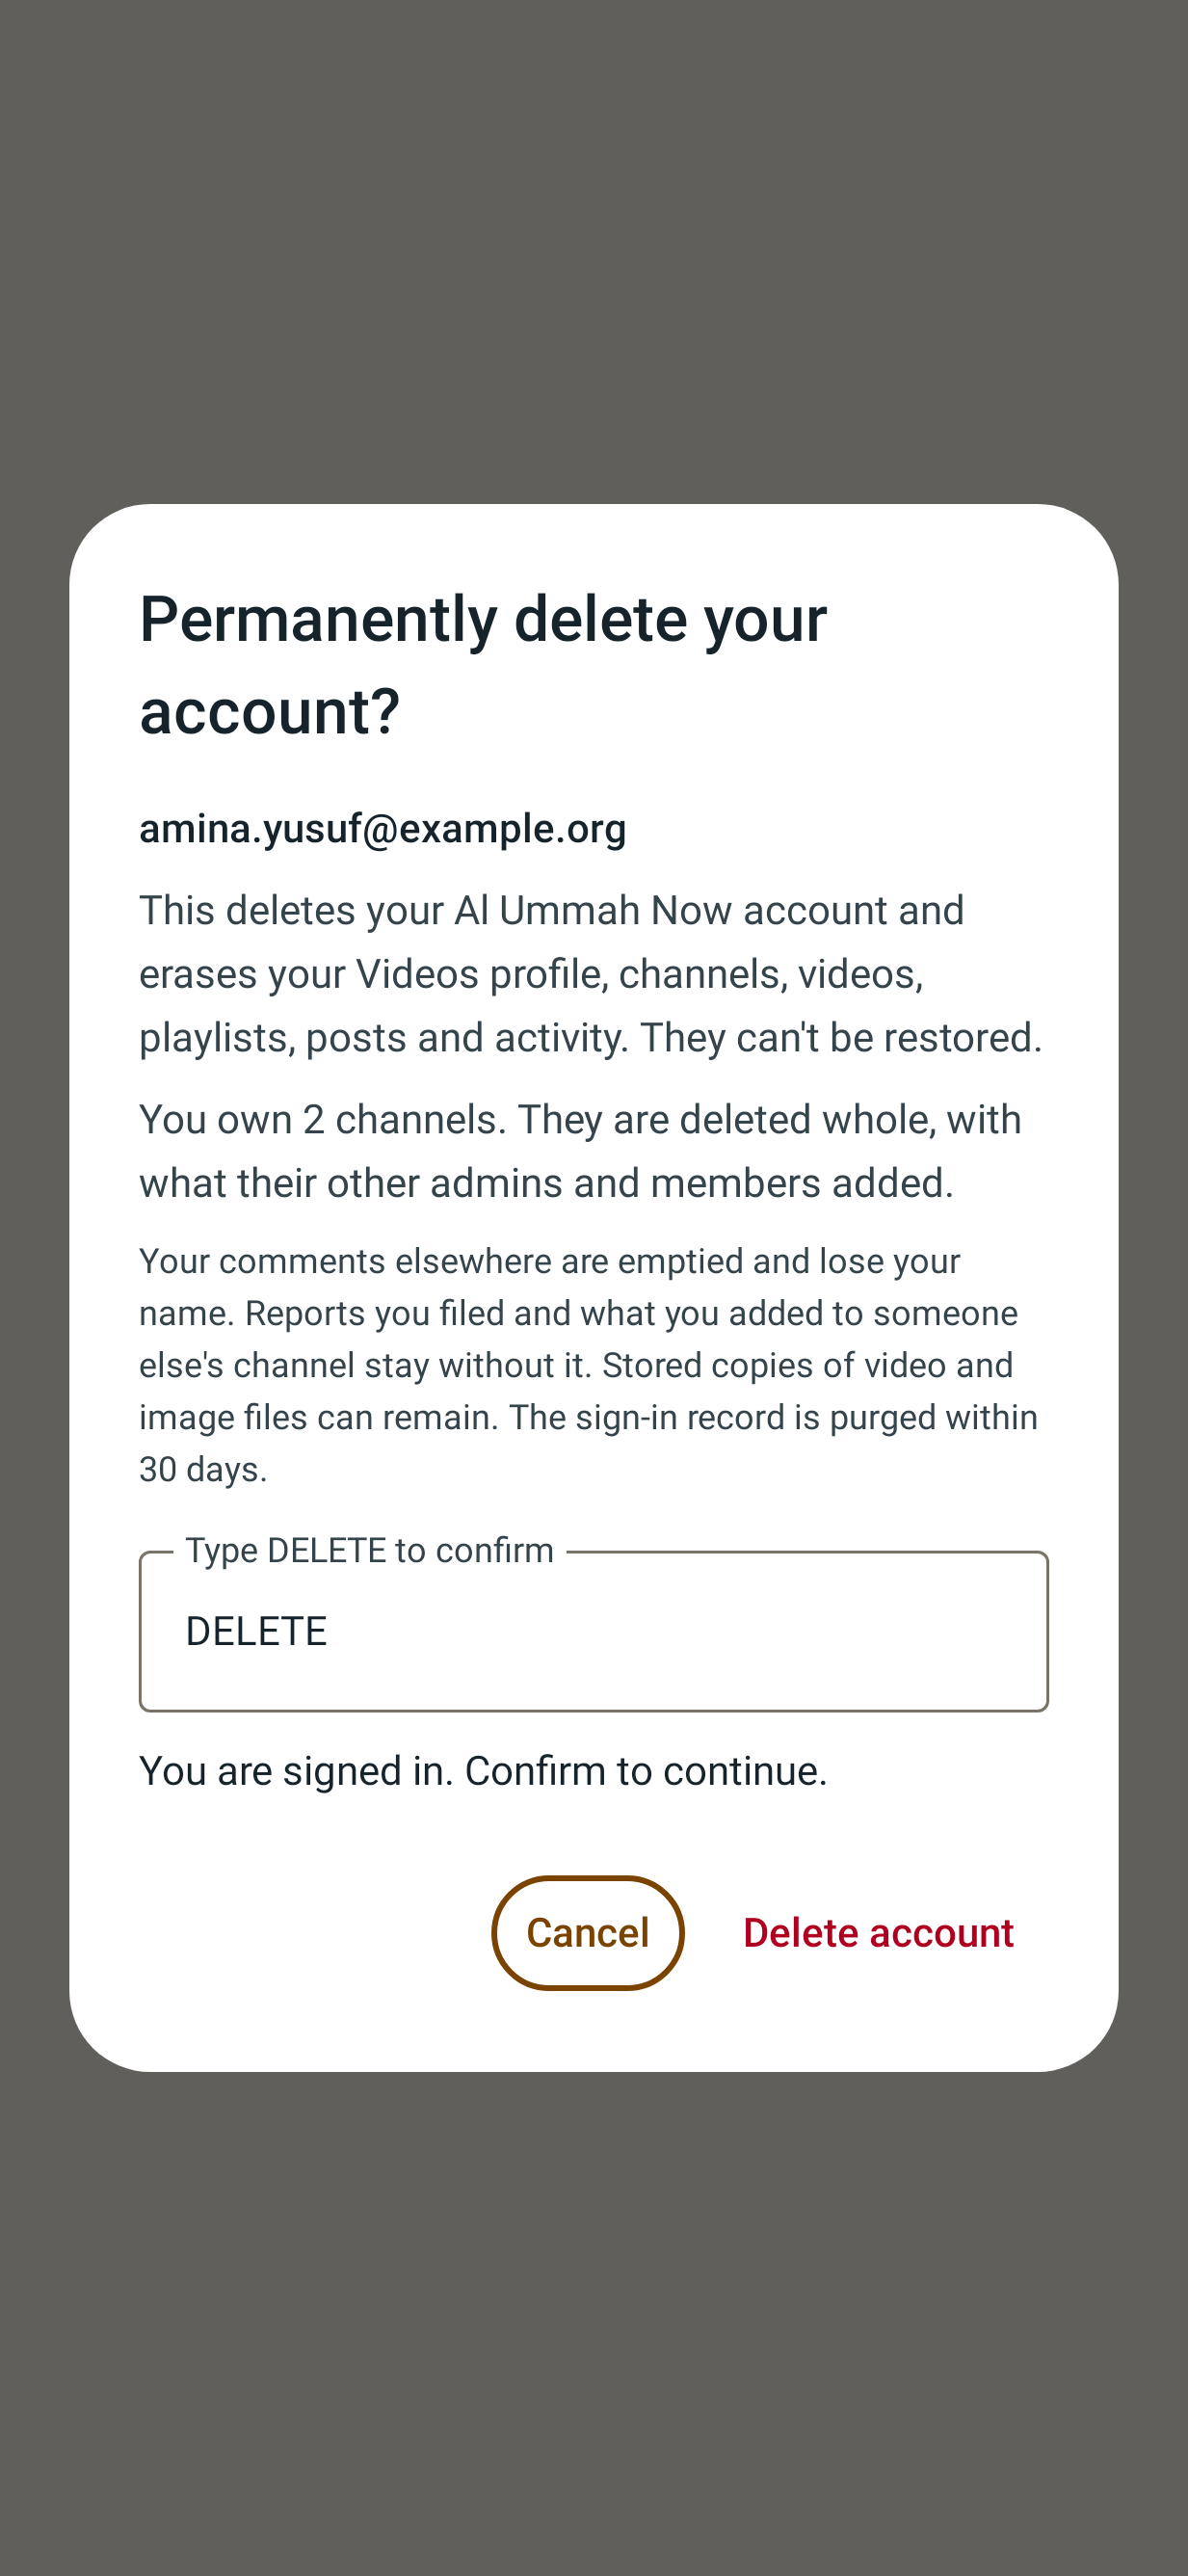 Permanently delete your
account?
amina.yusuf@example.org
This deletes your Al Ummah Now account and
erases your Videos profile, channels, videos,
playlists, posts and activity. They can't be restored.
You own 2 channels. They are deleted whole, with
what their other admins and members added.
Your comments elsewhere are emptied and lose your
name. Reports you filed and what you added to someone
else's channel stay without it. Stored copies of video and
image files can remain. The sign-in record is purged within
30 days.
Type DELETE to confirm
DELETE
You are signed in. Confirm to continue.
Cancel Delete account